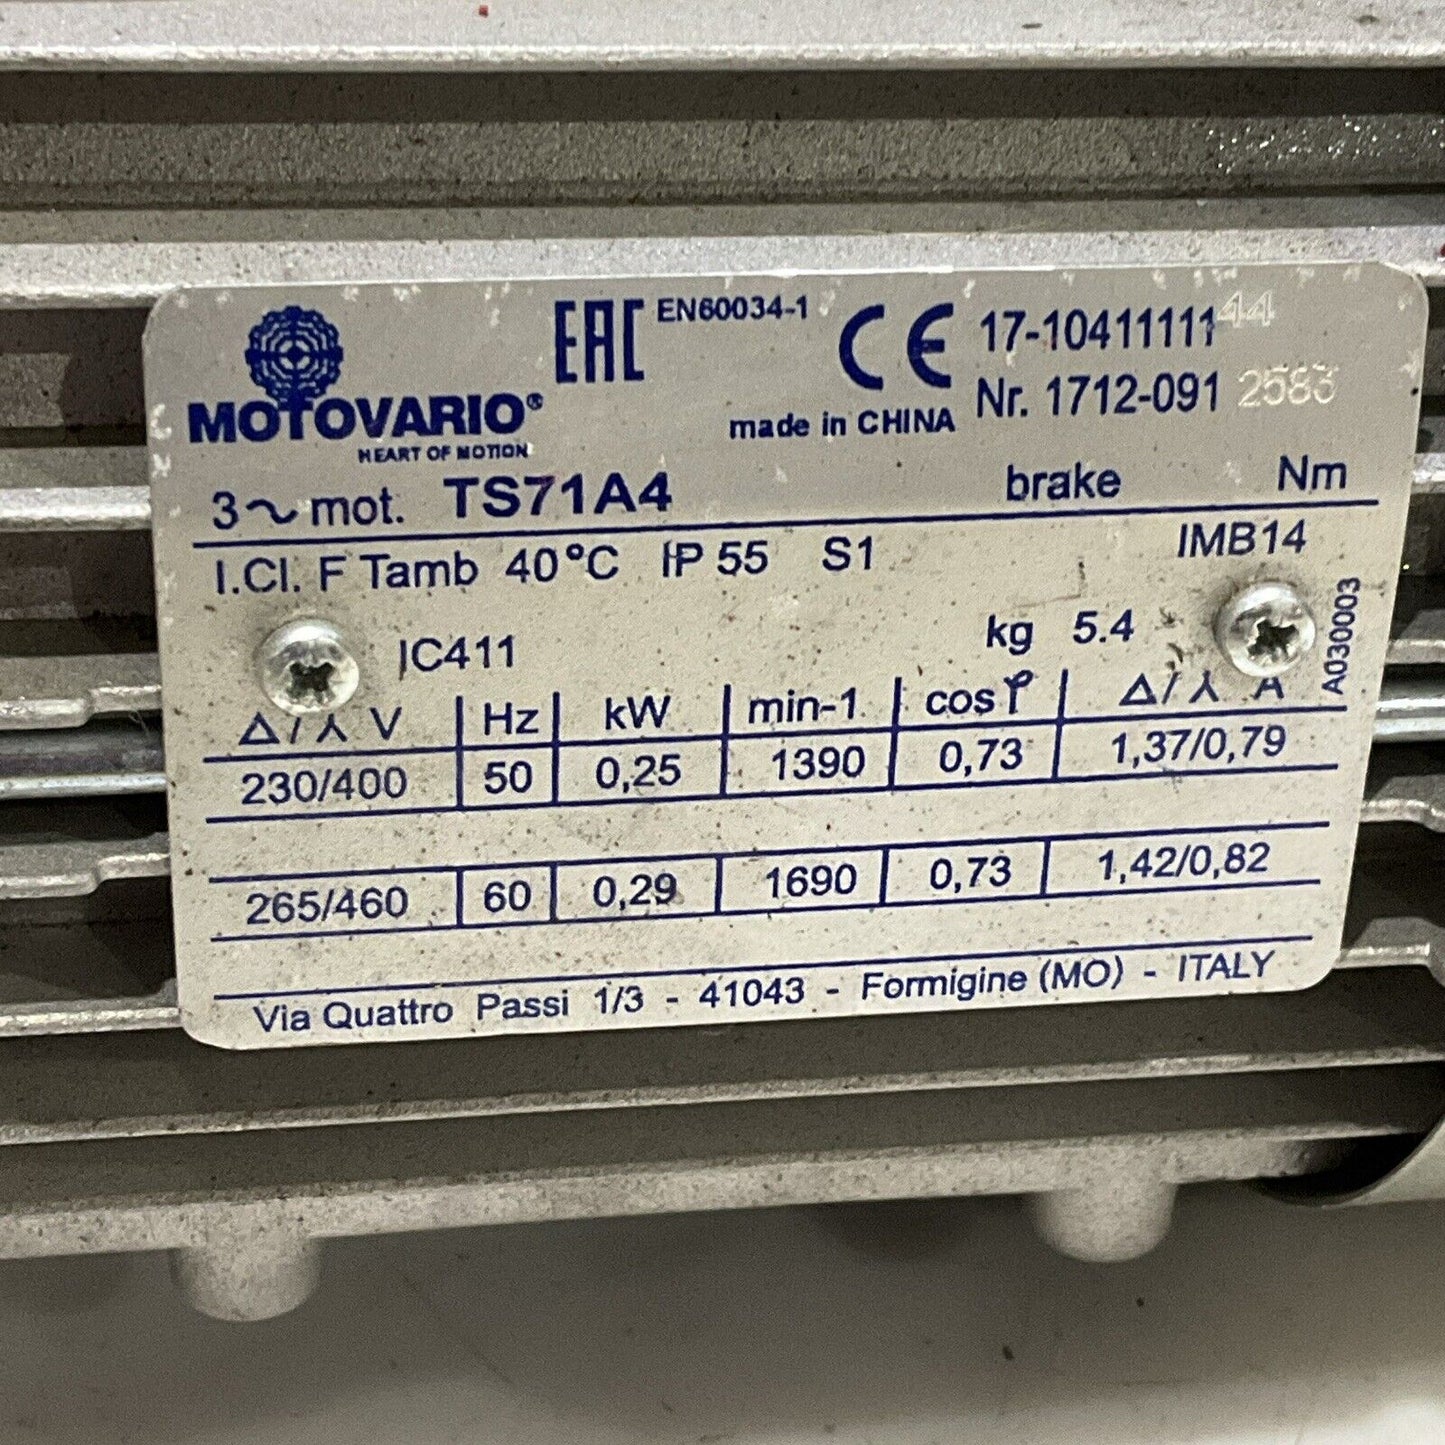 MOTOVARIO®
HEART OF MOTION
EAC EN60034-1
CE
made in CHINA
17-1041111144
Nr. 1712-091 2583
3~ mot. TS71A4 brake Nm
I.Cl. F Tamb 40°C IP 55 S1 IMB14
IC411 kg 5.4
A030003
Δ/⅄ V Hz kW min-1 cosφ Δ/⅄ A
230/400 50 0,25 1390 0,73 1,37/0,79
265/460 60 0,29 1690 0,73 1,42/0,82
Via Quattro Passi 1/3 - 41043 - Formigine (MO) - ITALY